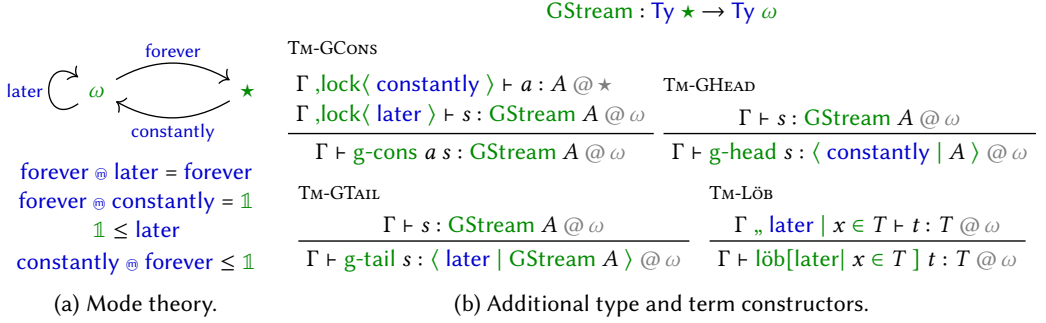 GStream : Ty ★ → Ty ω
forever
later ω ★
constantly
forever ⓜ later = forever
forever ⓜ constantly = 𝟙
𝟙 ≤ later
constantly ⓜ forever ≤ 𝟙
(a) Mode theory.
Tm-GCons
Γ ,lock⟨ constantly ⟩ ⊢ a : A @ ★
Γ ,lock⟨ later ⟩ ⊢ s : GStream A @ ω
Γ ⊢ g-cons a s : GStream A @ ω
Tm-GHead
Γ ⊢ s : GStream A @ ω
Γ ⊢ g-head s : ⟨ constantly | A ⟩ @ ω
Tm-GTail
Γ ⊢ s : GStream A @ ω
Γ ⊢ g-tail s : ⟨ later | GStream A ⟩ @ ω
Tm-Löb
Γ ,, later | x ∈ T ⊢ t : T @ ω
Γ ⊢ löb[later| x ∈ T ] t : T @ ω
(b) Additional type and term constructors.